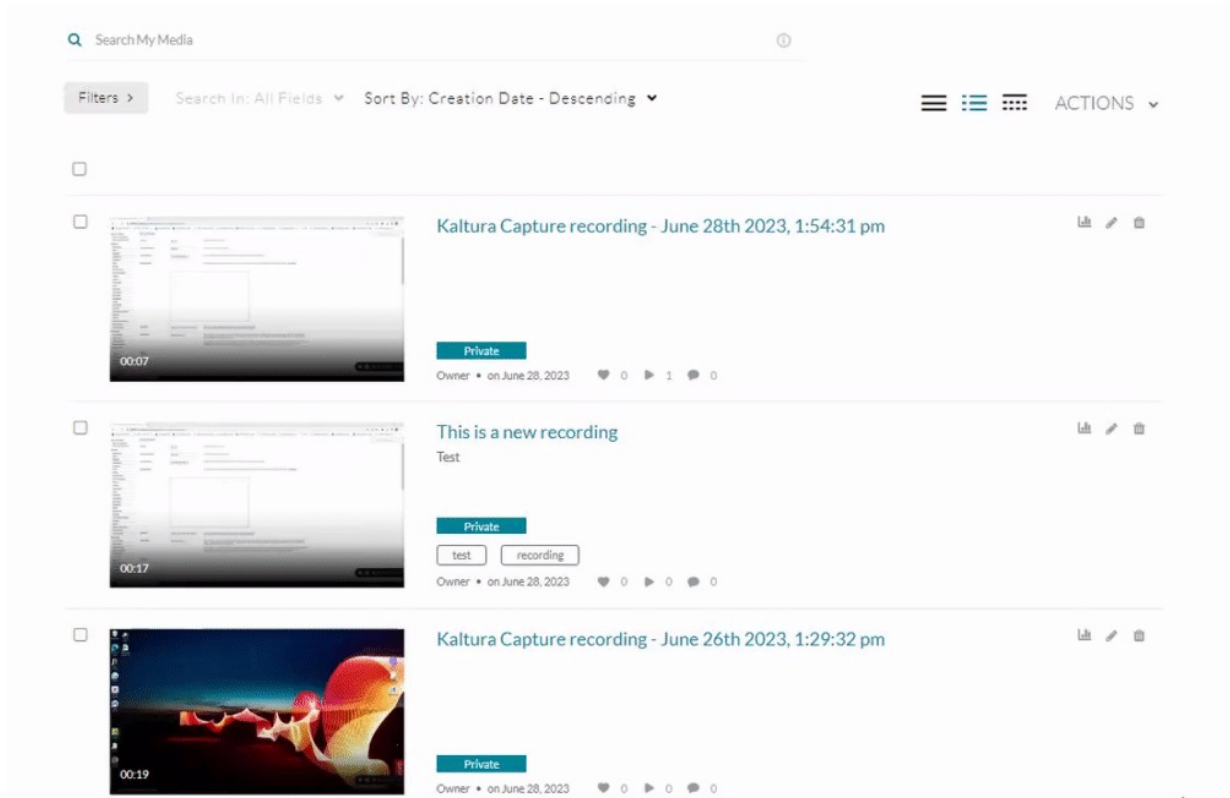 Search My Media
Filters >
Search In: All Fields
Sort By: Creation Date - Descending
ACTIONS
Kaltura Capture recording - June 28th 2023, 1:54:31 pm
00:07
Private
Owner • on June 28, 2023 0 1 0
This is a new recording
Test
00:17
Private
test recording
Owner • on June 28, 2023 0 0 0
Kaltura Capture recording - June 26th 2023, 1:29:32 pm
00:19
Private
Owner • on June 28, 2023 0 0 0